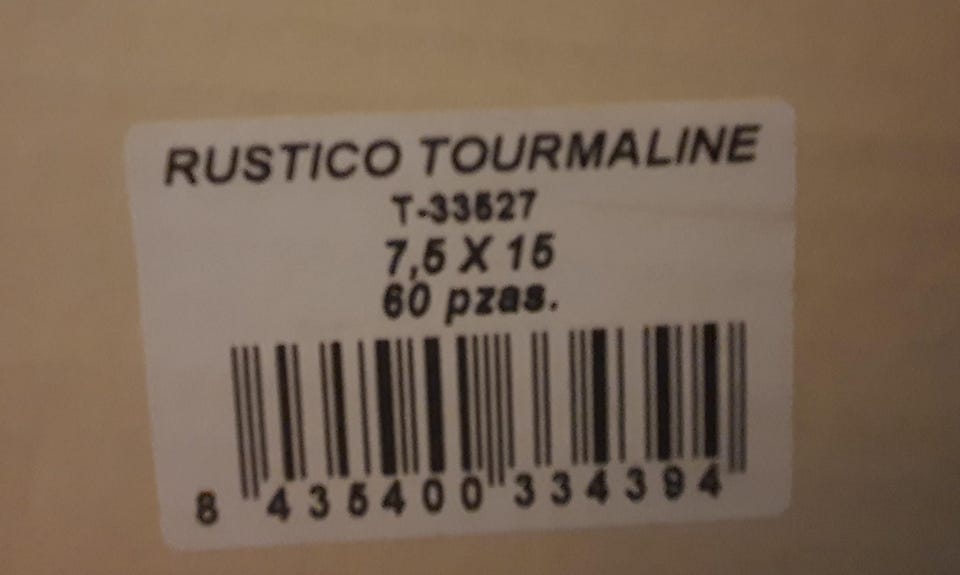 RUSTICO TOURMALINE
T-33527
7,5 X 15
60 pzas.
8 435400 334394